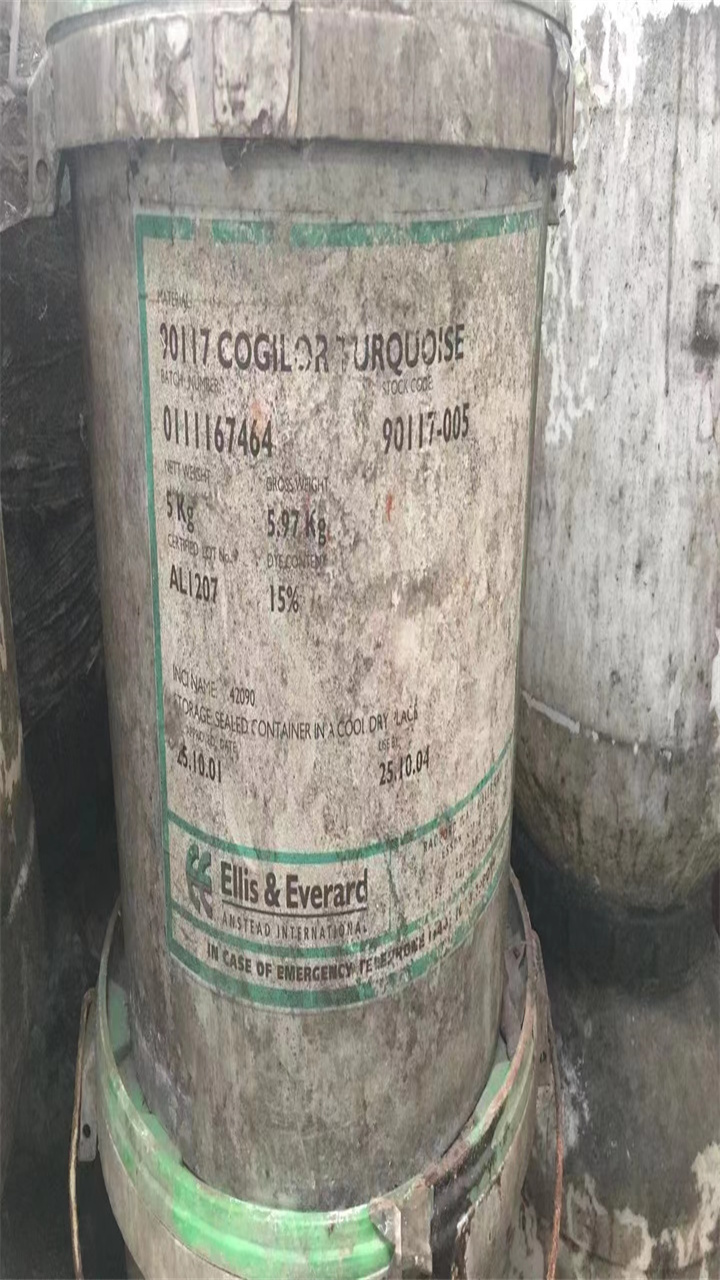 MATERIAL
90117 COGILOR TURQUOISE
BATCH NUMBER STOCK CODE
0111167464 90117-005
NETT WEIGHT GROSS WEIGHT
5 Kg 5.97 Kg
CERTIFIED LOT No. DYE CONTENT
AL1207 15%
INCI NAME 42090
STORAGE: SEALED CONTAINER IN A COOL DRY PLACE
DATE USE BY
25.10.01 25.10.04
Ellis & Everard
ANSTEAD INTERNATIONAL
IN CASE OF EMERGENCY TELEPHONE